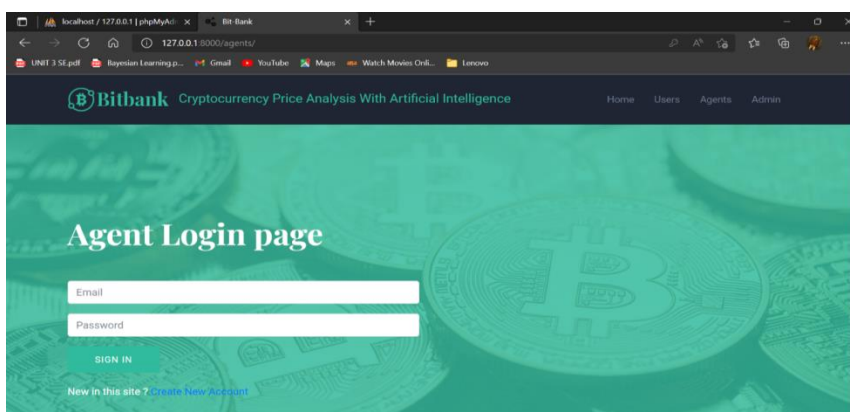 localhost / 127.0.0.1 | phpMyAd
Bit-Bank
127.0.0.1:8000/agents/
UNIT 3 SE.pdf
Bayesian Learning.p...
Gmail
YouTube
Maps
Watch Movies Onli...
Lenovo
Bitbank Cryptocurrency Price Analysis With Artificial Intelligence
Home Users Agents Admin
Agent Login page
Email
Password
SIGN IN
New in this site ? Create New Account